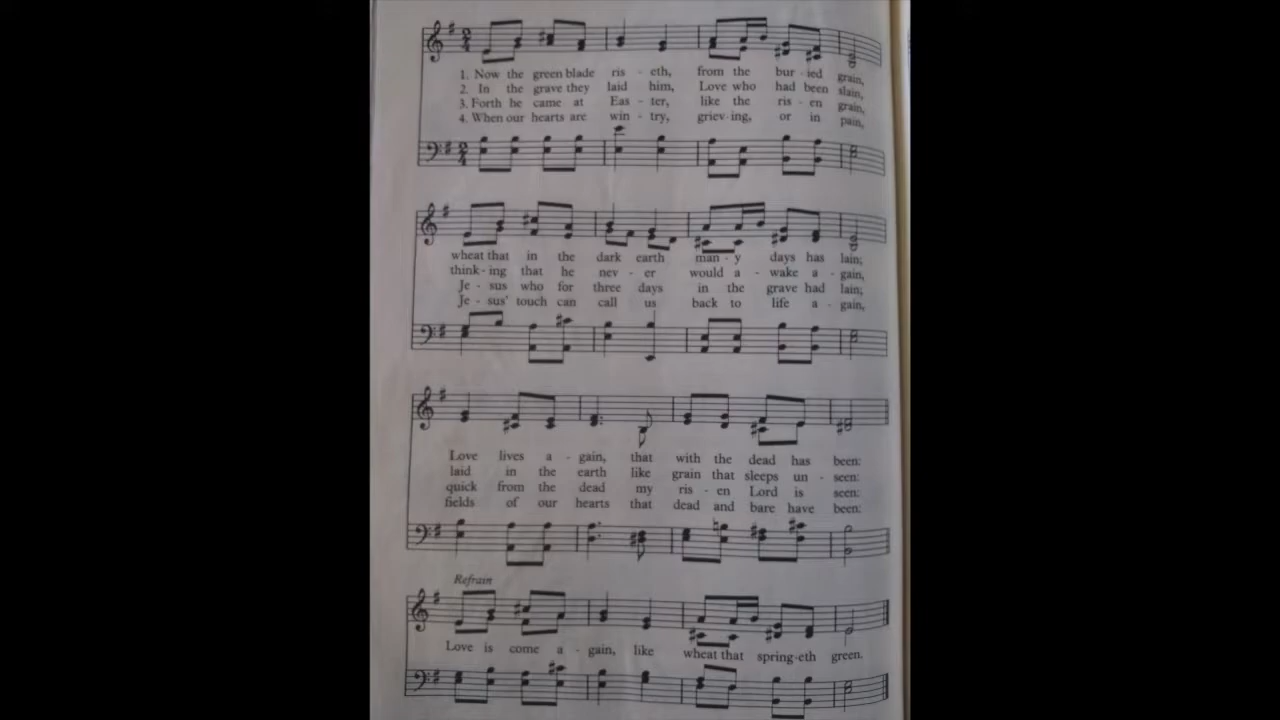 1. Now the green blade ris - eth, from the bur - ied grain,
2. In the grave they laid him, Love who had been slain,
3. Forth he came at Eas - ter, like the ris - en grain,
4. When our hearts are win - try, griev - ing, or in pain,
wheat that in the dark earth man - y days has lain;
think - ing that he nev - er would a - wake a - gain,
Je - sus who for three days in the grave had lain;
Je - sus' touch can call us back to life a - gain,
Love lives a - gain, that with the dead has been:
laid in the earth like grain that sleeps un - seen:
quick from the dead my ris - en Lord is seen:
fields of our hearts that dead and bare have been:
Refrain
Love is come a - gain, like wheat that spring - eth green.